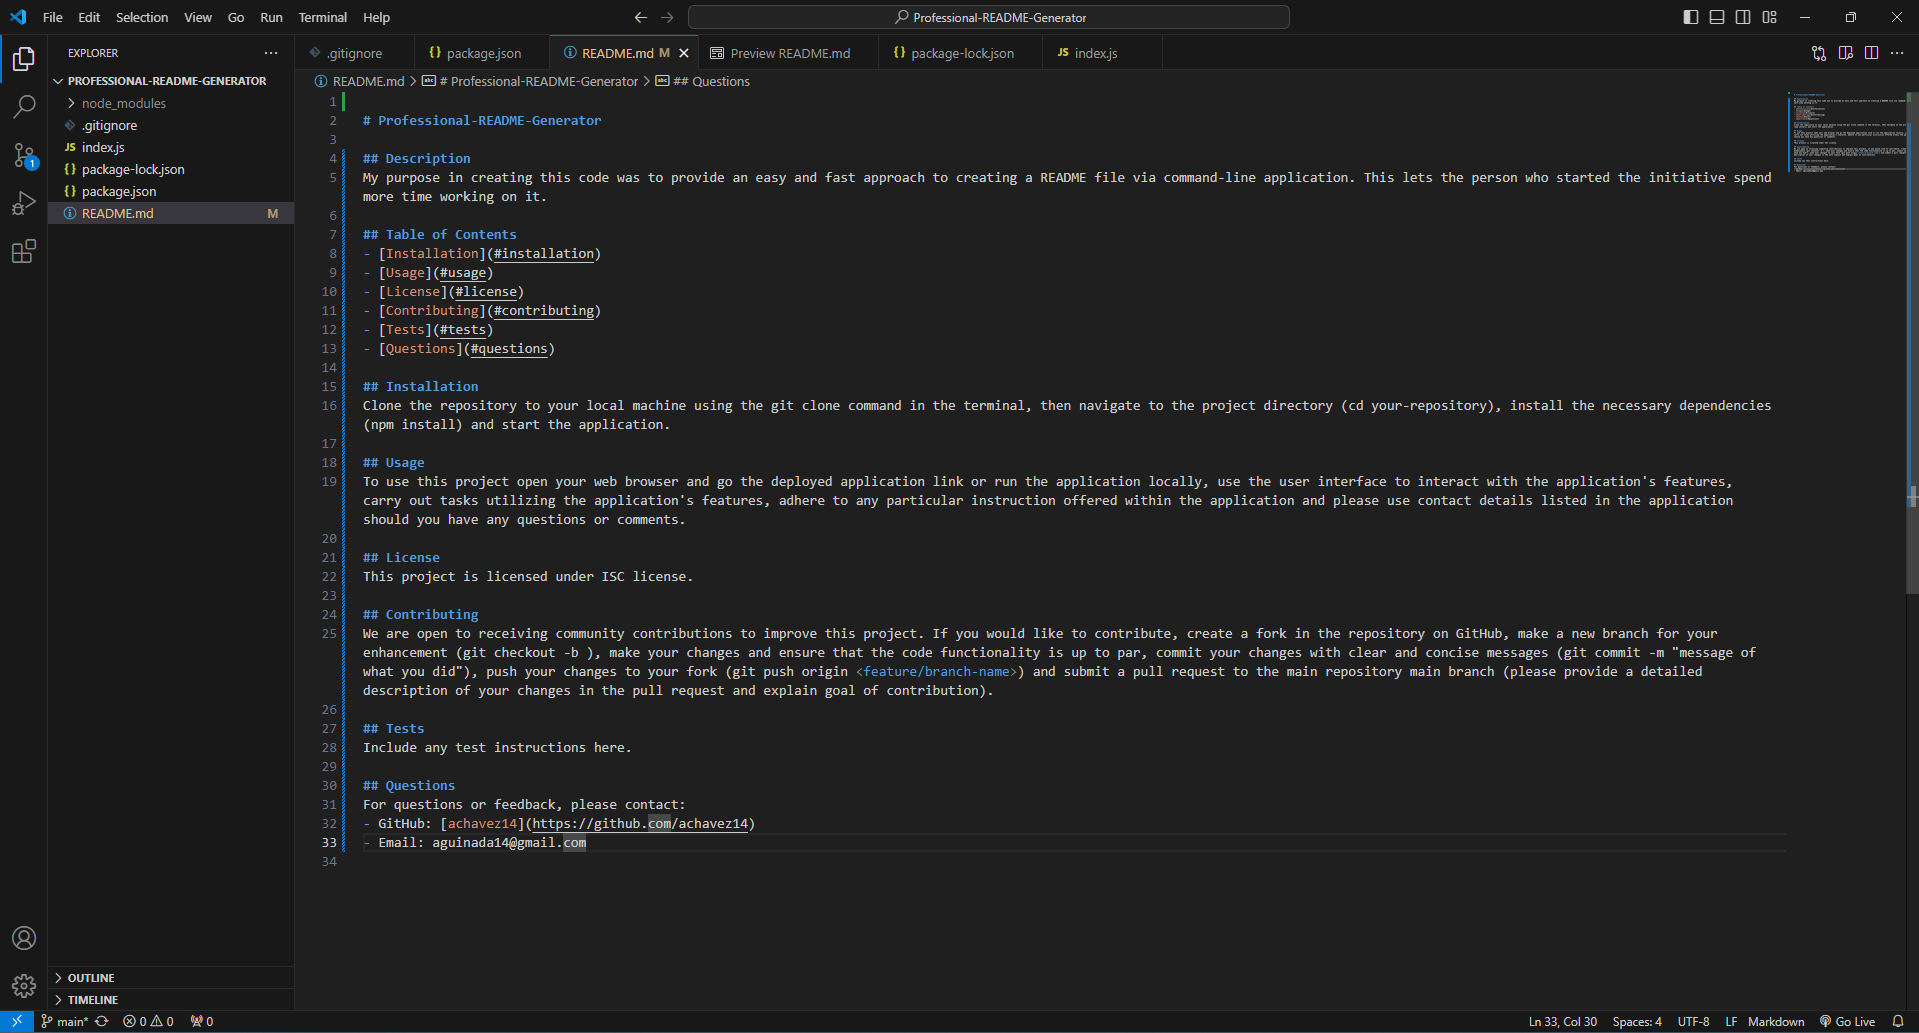 File Edit Selection View Go Run Terminal Help
Professional-README-Generator
EXPLORER
PROFESSIONAL-README-GENERATOR
node_modules
.gitignore
JS index.js
{} package-lock.json
{} package.json
README.md M
1
OUTLINE
TIMELINE
.gitignore {} package.json README.md M Preview README.md {} package-lock.json JS index.js
README.md > # Professional-README-Generator > ## Questions
1
2 # Professional-README-Generator
3
4 ## Description
5 My purpose in creating this code was to provide an easy and fast approach to creating a README file via command-line application. This lets the person who started the initiative spend
more time working on it.
6
7 ## Table of Contents
8 - [Installation](#installation)
9 - [Usage](#usage)
10 - [License](#license)
11 - [Contributing](#contributing)
12 - [Tests](#tests)
13 - [Questions](#questions)
14
15 ## Installation
16 Clone the repository to your local machine using the git clone command in the terminal, then navigate to the project directory (cd your-repository), install the necessary dependencies
(npm install) and start the application.
17
18 ## Usage
19 To use this project open your web browser and go the deployed application link or run the application locally, use the user interface to interact with the application's features,
carry out tasks utilizing the application's features, adhere to any particular instruction offered within the application and please use contact details listed in the application
should you have any questions or comments.
20
21 ## License
22 This project is licensed under ISC license.
23
24 ## Contributing
25 We are open to receiving community contributions to improve this project. If you would like to contribute, create a fork in the repository on GitHub, make a new branch for your
enhancement (git checkout -b ), make your changes and ensure that the code functionality is up to par, commit your changes with clear and concise messages (git commit -m "message of
what you did"), push your changes to your fork (git push origin <feature/branch-name>) and submit a pull request to the main repository main branch (please provide a detailed
description of your changes in the pull request and explain goal of contribution).
26
27 ## Tests
28 Include any test instructions here.
29
30 ## Questions
31 For questions or feedback, please contact:
32 - GitHub: [achavez14](https://github.com/achavez14)
33 - Email: aguinada14@gmail.com
34
main* 0 0 0 Ln 33, Col 30 Spaces: 4 UTF-8 LF Markdown Go Live